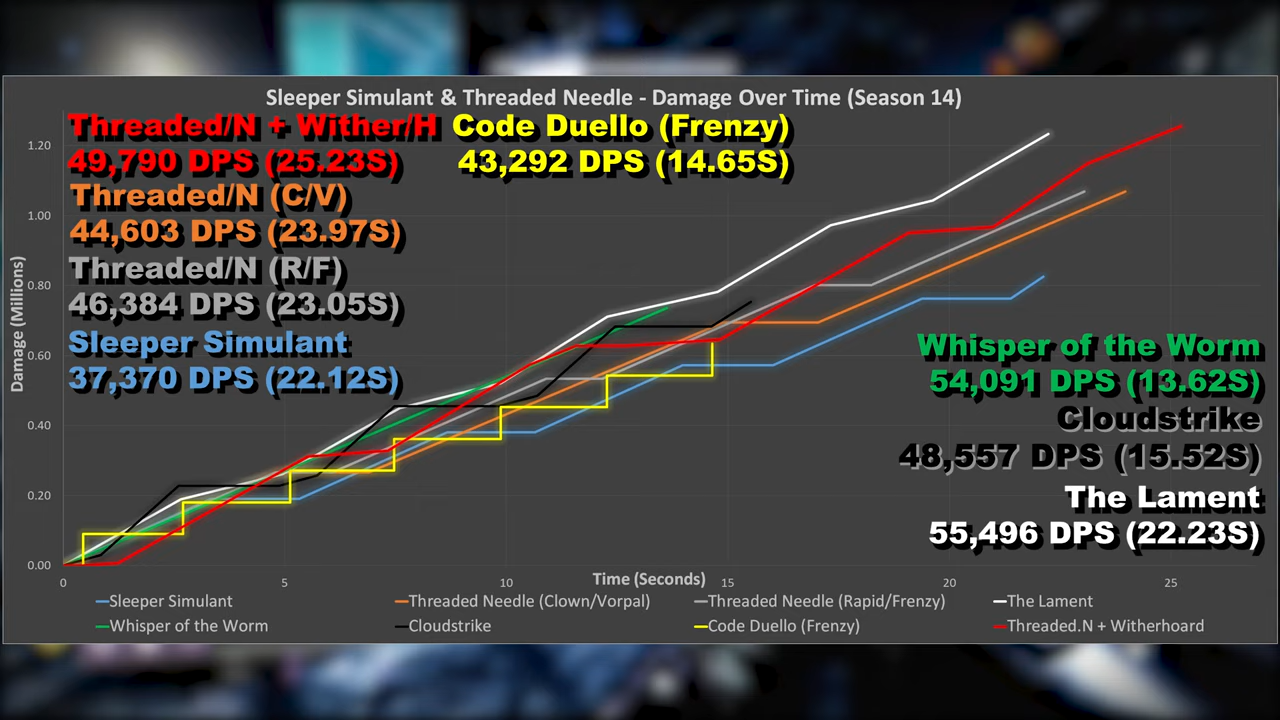 Sleeper Simulant & Threaded Needle - Damage Over Time (Season 14)
Threaded/N + Wither/H
49,790 DPS (25.23S)
Threaded/N (C/V)
44,603 DPS (23.97S)
Threaded/N (R/F)
46,384 DPS (23.05S)
Sleeper Simulant
37,370 DPS (22.12S)
Code Duello (Frenzy)
43,292 DPS (14.65S)
Whisper of the Worm
54,091 DPS (13.62S)
Cloudstrike
48,557 DPS (15.52S)
The Lament
55,496 DPS (22.23S)
Damage (Millions)
1.20
1.00
0.80
0.60
0.40
0.20
0.00
0 5 10 15 20 25
Time (Seconds)
Sleeper Simulant Threaded Needle (Clown/Vorpal) Threaded Needle (Rapid/Frenzy) The Lament
Whisper of the Worm Cloudstrike Code Duello (Frenzy) Threaded.N + Witherhoard